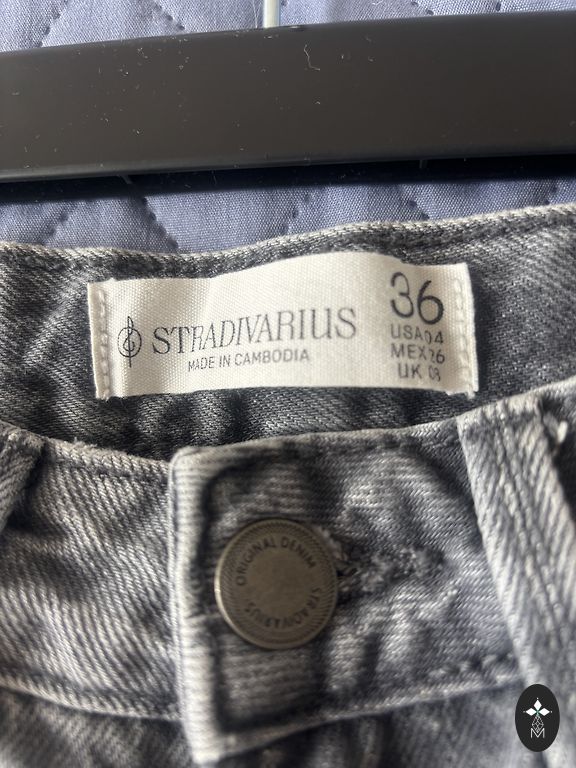 STRADIVARIUS
MADE IN CAMBODIA
36
USA 04
MEX 26
UK 08
ORIGINAL DENIM
STRADIVARIUS